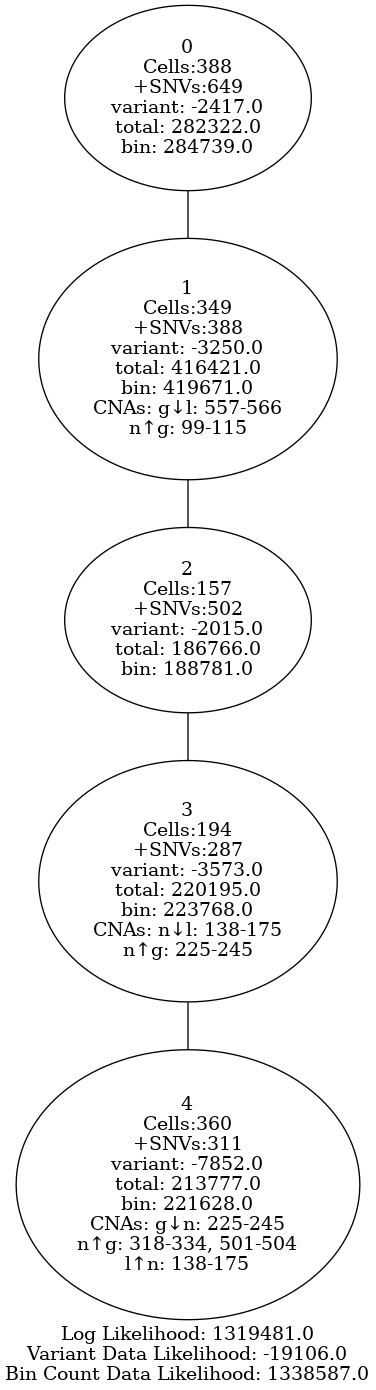 0
Cells:388
+SNVs:649
variant: -2417.0
total: 282322.0
bin: 284739.0
1
Cells:349
+SNVs:388
variant: -3250.0
total: 416421.0
bin: 419671.0
CNAs: g↓l: 557-566
n↑g: 99-115
2
Cells:157
+SNVs:502
variant: -2015.0
total: 186766.0
bin: 188781.0
3
Cells:194
+SNVs:287
variant: -3573.0
total: 220195.0
bin: 223768.0
CNAs: n↓l: 138-175
n↑g: 225-245
4
Cells:360
+SNVs:311
variant: -7852.0
total: 213777.0
bin: 221628.0
CNAs: g↓n: 225-245
n↑g: 318-334, 501-504
l↑n: 138-175
Log Likelihood: 1319481.0
Variant Data Likelihood: -19106.0
Bin Count Data Likelihood: 1338587.0